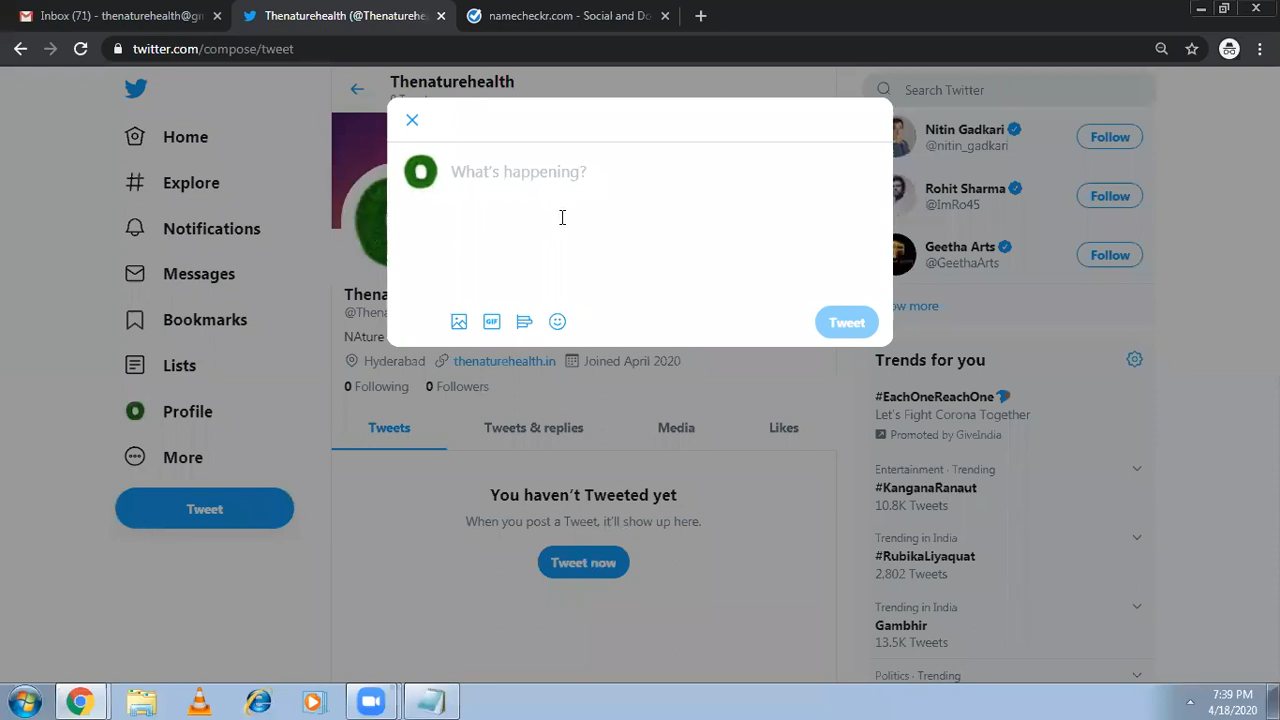 Inbox (71) - thenaturehealth@gm
Thenaturehealth (@Thenaturehe
namecheckr.com - Social and Do
twitter.com/compose/tweet
Thenaturehealth
Search Twitter
What's happening?
GIF
Tweet
Home
Explore
Notifications
Messages
Bookmarks
Lists
Profile
More
Tweet
Thena
@Thena
NAture
Hyderabad thenaturehealth.in Joined April 2020
0 Following 0 Followers
Tweets Tweets & replies Media Likes
You haven't Tweeted yet
When you post a Tweet, it'll show up here.
Tweet now
Nitin Gadkari
@nitin_gadkari
Follow
Rohit Sharma
@ImRo45
Follow
Geetha Arts
@GeethaArts
Follow
ow more
Trends for you
#EachOneReachOne
Let's Fight Corona Together
Promoted by GiveIndia
Entertainment · Trending
#KanganaRanaut
10.8K Tweets
Trending in India
#RubikaLiyaquat
2,802 Tweets
Trending in India
Gambhir
13.5K Tweets
Politics · Trending
7:39 PM
4/18/2020